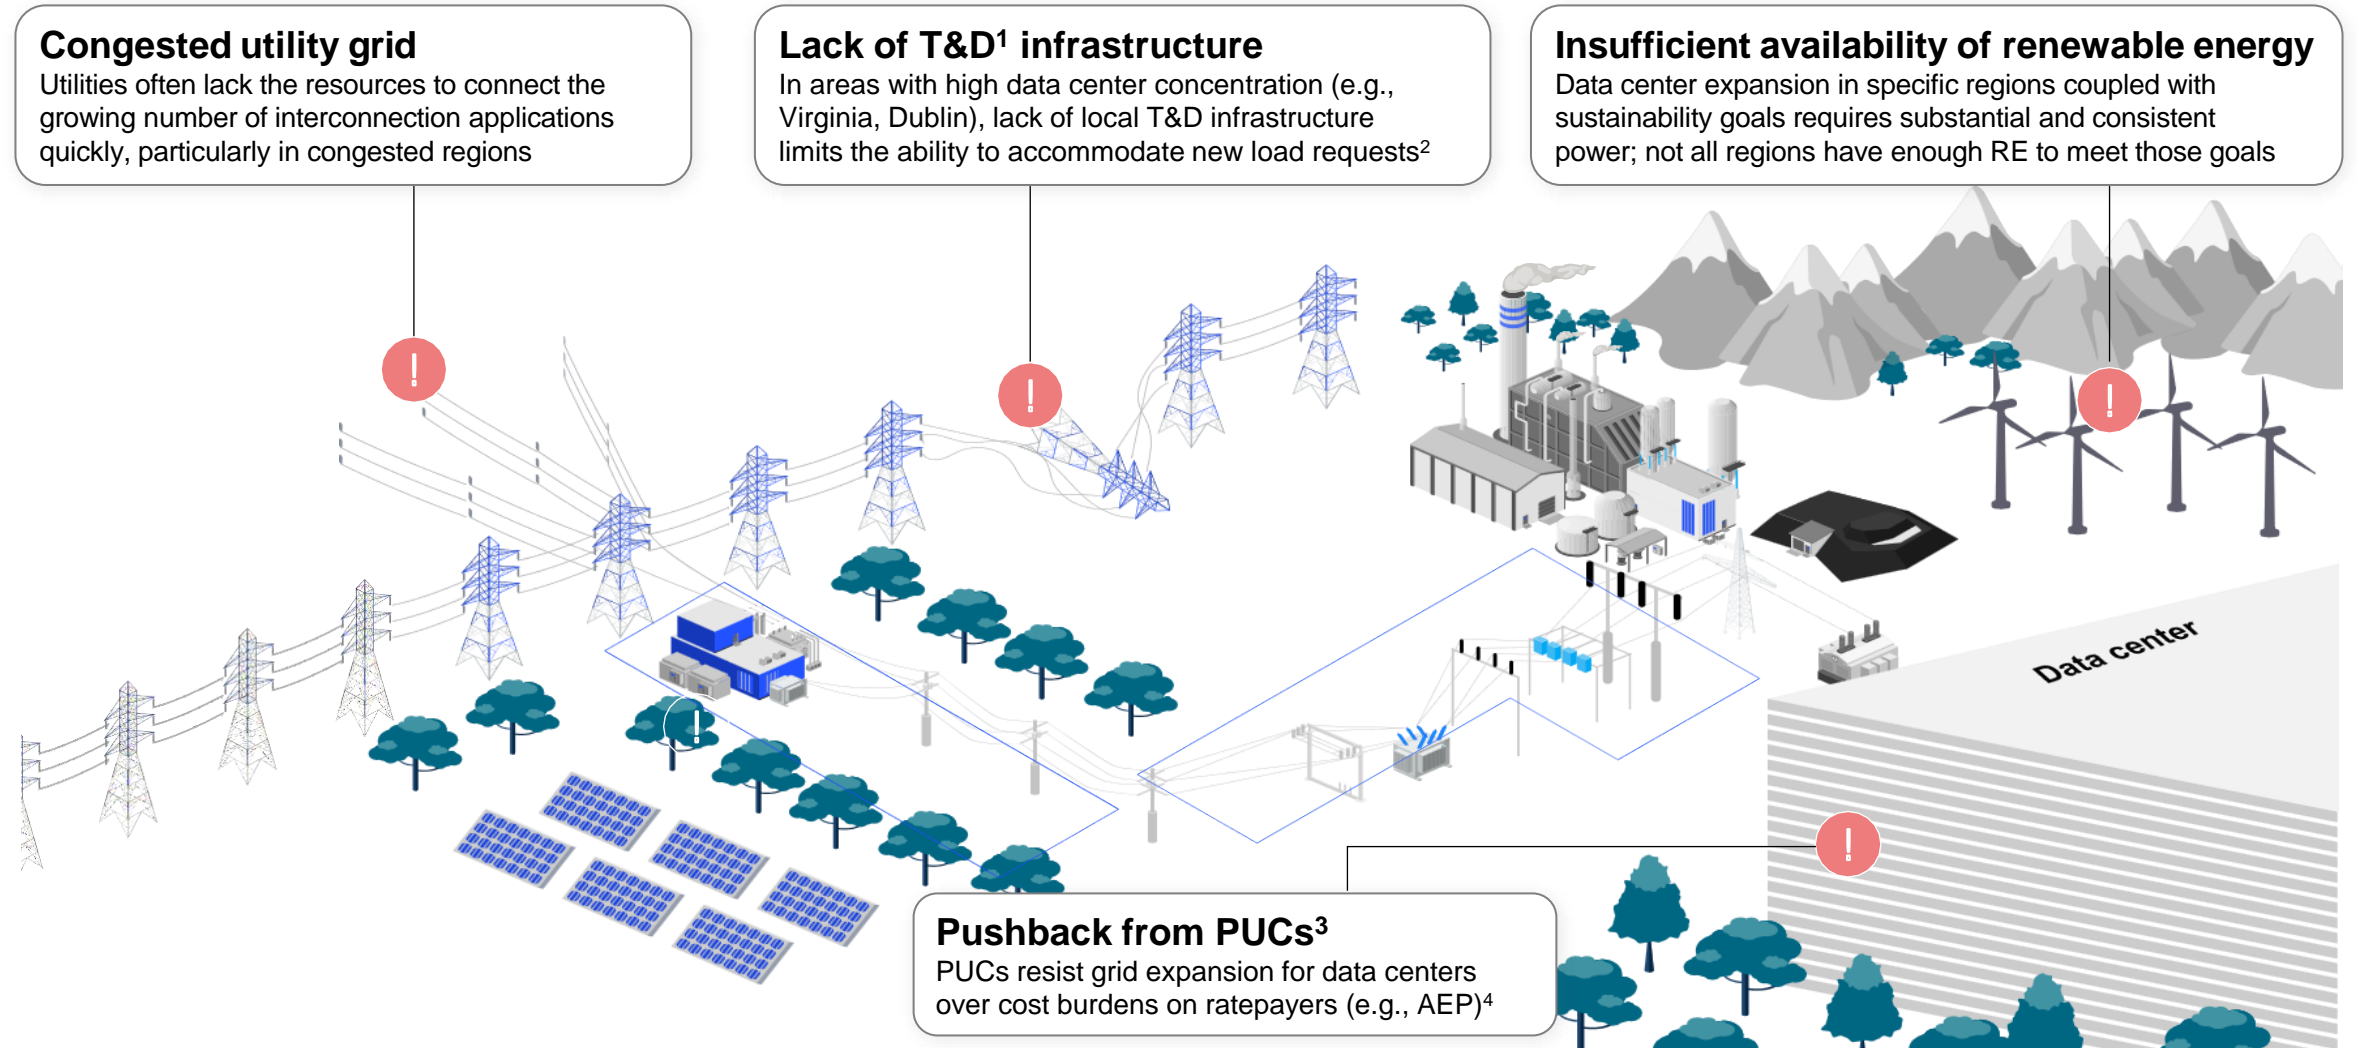 Congested utility grid
Utilities often lack the resources to connect the
growing number of interconnection applications
quickly, particularly in congested regions
Lack of T&D¹ infrastructure
In areas with high data center concentration (e.g.,
Virginia, Dublin), lack of local T&D infrastructure
limits the ability to accommodate new load requests²
Insufficient availability of renewable energy
Data center expansion in specific regions coupled with
sustainability goals requires substantial and consistent
power; not all regions have enough RE to meet those goals
!
!
!
Data center
!
!
Pushback from PUCs³
PUCs resist grid expansion for data centers
over cost burdens on ratepayers (e.g., AEP)⁴